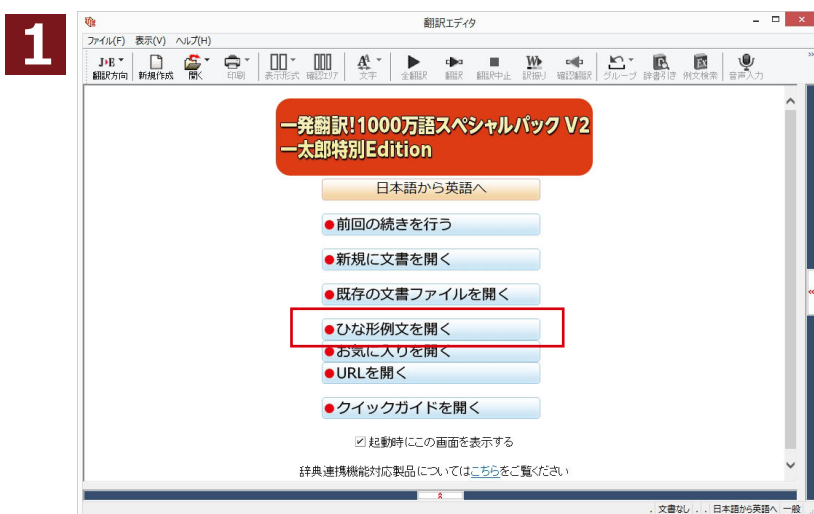 1
翻訳エディタ
ファイル(F) 表示(V) ヘルプ(H)
J▸E
翻訳方向 新規作成 開く 印刷 表示形式 確認エリア 文字 全翻訳 翻訳 翻訳中止 訳振り 確認翻訳 グループ 辞書引き 例文検索 音声入力
一発翻訳!1000万語スペシャルパック V2
一太郎特別Edition
日本語から英語へ
●前回の続きを行う
●新規に文書を開く
●既存の文書ファイルを開く
●ひな形例文を開く
●お気に入りを開く
●URLを開く
●クイックガイドを開く
☑起動時にこの画面を表示する
辞典連携機能対応製品についてはこちらをご覧ください
. 文書なし . . 日本語から英語へ 一般